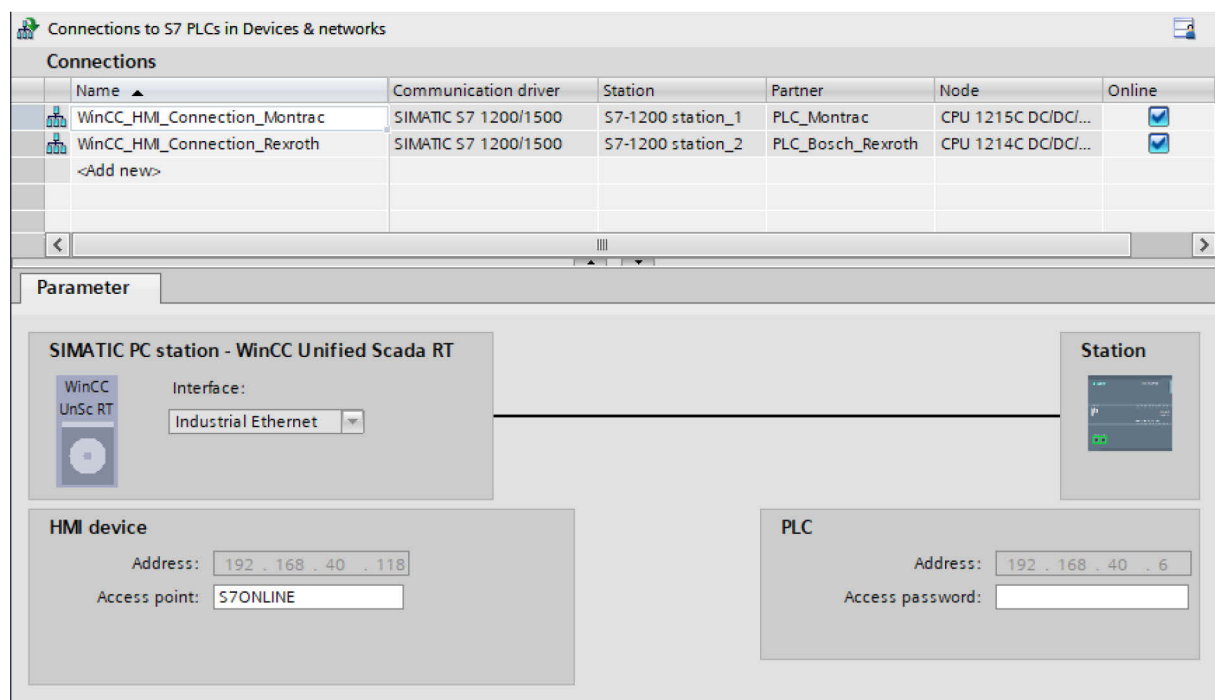 Connections to S7 PLCs in Devices & networks
Connections
Name Communication driver Station Partner Node Online
WinCC_HMI_Connection_Montrac SIMATIC S7 1200/1500 S7-1200 station_1 PLC_Montrac CPU 1215C DC/DC/...
WinCC_HMI_Connection_Rexroth SIMATIC S7 1200/1500 S7-1200 station_2 PLC_Bosch_Rexroth CPU 1214C DC/DC/...
<Add new>
Parameter
SIMATIC PC station - WinCC Unified Scada RT Station
WinCC Interface:
UnSc RT Industrial Ethernet
HMI device PLC
Address: 192 . 168 . 40 . 118 Address: 192 . 168 . 40 . 6
Access point: S7ONLINE Access password: